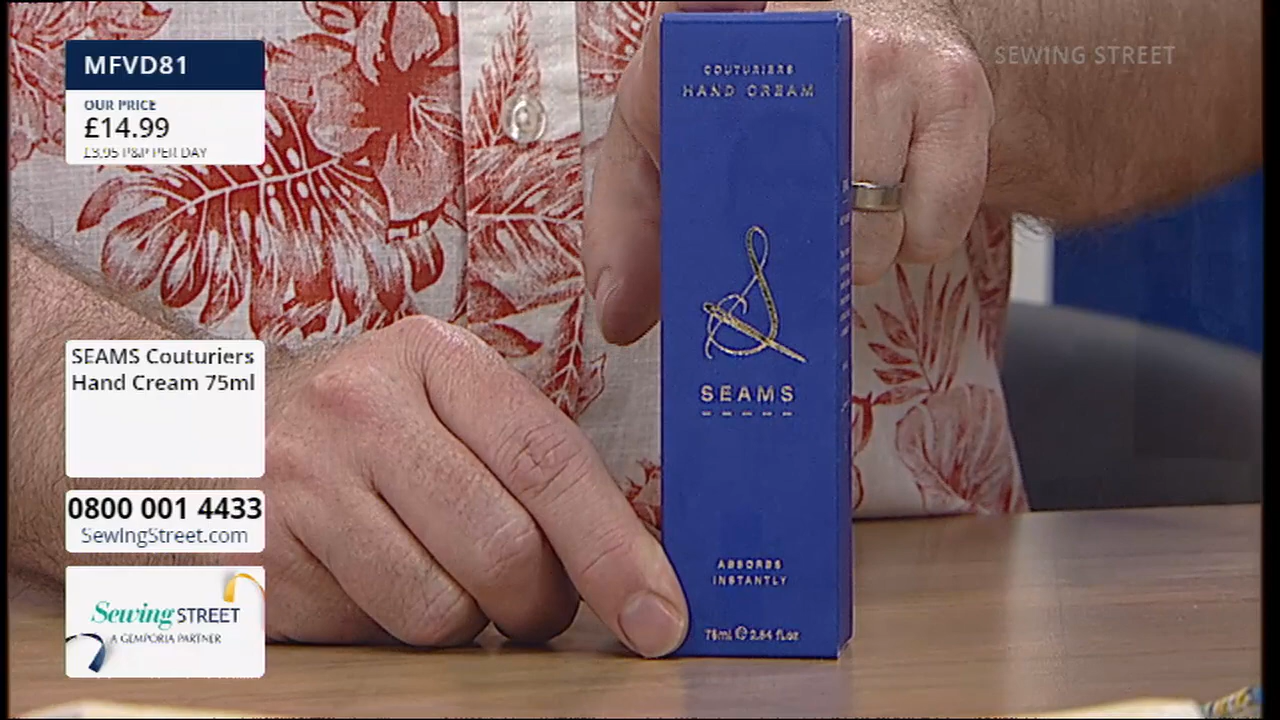 MFVD81
OUR PRICE
£14.99
£3.95 P&P PER DAY
SEAMS Couturiers
Hand Cream 75ml
0800 001 4433
SewingStreet.com
Sewing STREET
A GEMPORIA PARTNER
SEWING STREET
COUTURIERS
HAND CREAM
SEAMS
ABSORBS
INSTANTLY
75ml ℮ 2.54 fl.oz